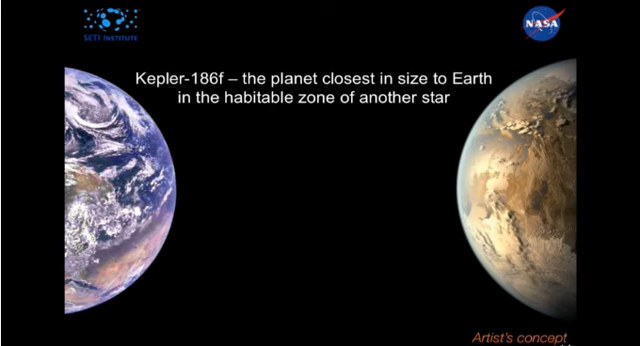 SETI INSTITUTE
NASA
Kepler-186f – the planet closest in size to Earth
in the habitable zone of another star
Artist's concept